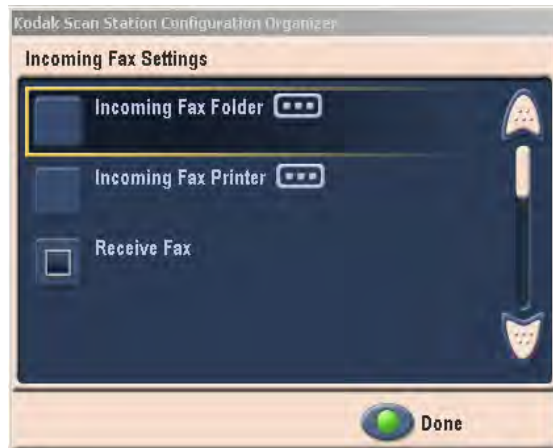 Kodak Scan Station Configuration Organizer
Incoming Fax Settings
Incoming Fax Folder
Incoming Fax Printer
Receive Fax
Done